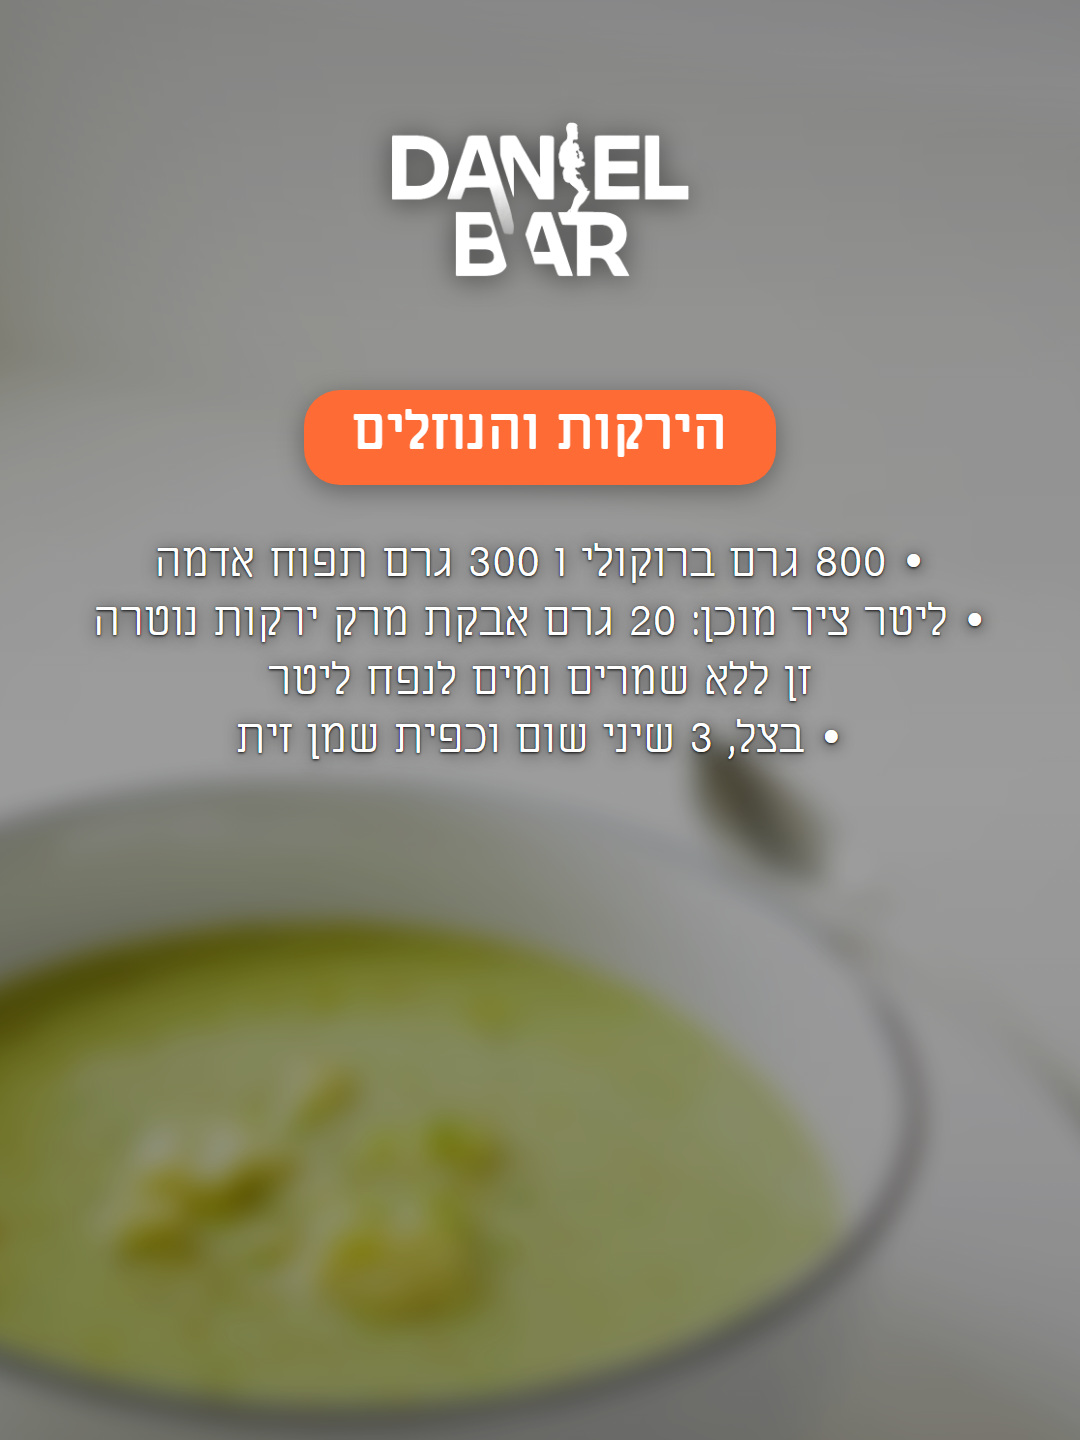 DANIEL
BAR
הירקות והנוזלים
• 800 גרם ברוקולי ו 300 גרם תפוח אדמה
• ליטר ציר מוכן: 20 גרם אבקת מרק ירקות נוטרה
זן ללא שמרים ומים לנפח ליטר
• בצל, 3 שיני שום וכפית שמן זית